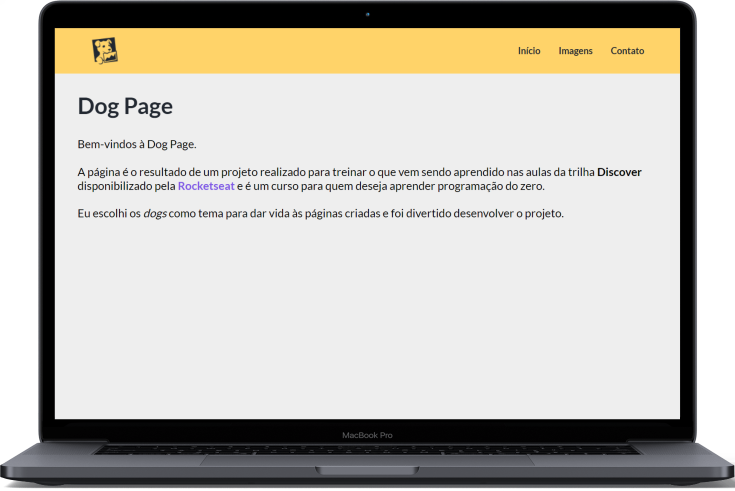 Início Imagens Contato
Dog Page
Bem-vindos à Dog Page.
A página é o resultado de um projeto realizado para treinar o que vem sendo aprendido nas aulas da trilha Discover
disponibilizado pela Rocketseat e é um curso para quem deseja aprender programação do zero.
Eu escolhi os dogs como tema para dar vida às páginas criadas e foi divertido desenvolver o projeto.
MacBook Pro